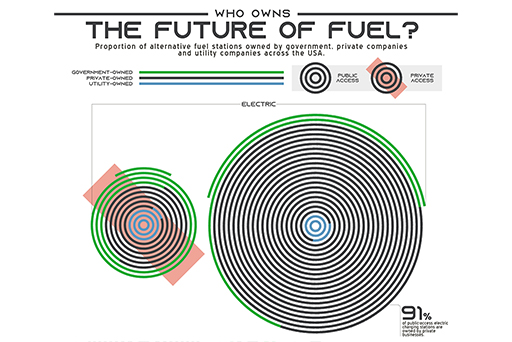 WHO OWNS
THE FUTURE OF FUEL?
Proportion of alternative fuel stations owned by government, private companies
and utility companies across the USA.
GOVERNMENT-OWNED
PRIVATE-OWNED
UTILITY-OWNED
PUBLIC
ACCESS
PRIVATE
ACCESS
ELECTRIC
91%
of public access electric
charging stations are
owned by private
businesses